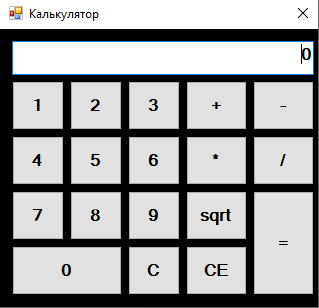 Калькулятор
0
1 2 3 + -
4 5 6 * /
7 8 9 sqrt
=
0 C CE